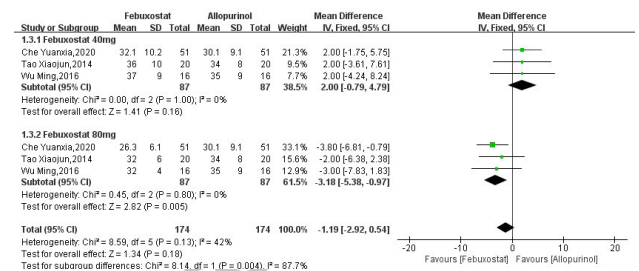 Febuxostat Allopurinol Mean Difference Mean Difference
Study or Subgroup Mean SD Total Mean SD Total Weight IV, Fixed, 95% CI IV, Fixed, 95% CI
1.3.1 Febuxostat 40mg
Che Yuanxia,2020 32.1 10.2 51 30.1 9.1 51 21.3% 2.00 [-1.75, 5.75]
Tao Xiaojun,2014 36 10 20 34 8 20 9.5% 2.00 [-3.61, 7.61]
Wu Ming,2016 37 9 16 35 9 16 7.7% 2.00 [-4.24, 8.24]
Subtotal (95% CI) 87 87 38.5% 2.00 [-0.79, 4.79]
Heterogeneity: Chi² = 0.00, df = 2 (P = 1.00); I² = 0%
Test for overall effect: Z = 1.41 (P = 0.16)
1.3.2 Febuxostat 80mg
Che Yuanxia,2020 26.3 6.1 51 30.1 9.1 51 33.1% -3.80 [-6.81, -0.79]
Tao Xiaojun,2014 32 6 20 34 8 20 15.6% -2.00 [-6.38, 2.38]
Wu Ming,2016 32 4 16 35 9 16 12.8% -3.00 [-7.83, 1.83]
Subtotal (95% CI) 87 87 61.5% -3.18 [-5.38, -0.97]
Heterogeneity: Chi² = 0.45, df = 2 (P = 0.80); I² = 0%
Test for overall effect: Z = 2.82 (P = 0.005)
Total (95% CI) 174 174 100.0% -1.19 [-2.92, 0.54]
Heterogeneity: Chi² = 8.59, df = 5 (P = 0.13); I² = 42%
Test for overall effect: Z = 1.34 (P = 0.18)
Test for subgroup differences: Chi² = 8.14, df = 1 (P = 0.004), I² = 87.7%
-20 -10 0 10 20
Favours [Febuxostat] Favours [Allopurinol]